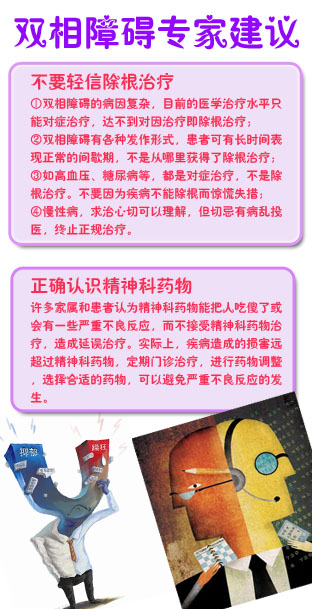 双相障碍专家建议
不要轻信除根治疗
①双相障碍的病因复杂，目前的医学治疗水平只
能对症治疗，达不到对因治疗即除根治疗；
②双相障碍有各种发作形式，患者可有长时间表
现正常的间歇期，不是从哪里获得了除根治疗；
③如高血压、糖尿病等，都是对症治疗，不是除
根治疗。不要因为疾病不能除根而惊慌失措；
④慢性病，求治心切可以理解，但切忌有病乱投
医，终止正规治疗。
正确认识精神科药物
许多家属和患者认为精神科药物能把人吃傻了或
会有一些严重不良反应，而不接受精神科药物治
疗，造成延误治疗。实际上，疾病造成的损害远
超过精神科药物，定期门诊治疗，进行药物调整
，选择合适的药物，可以避免严重不良反应的发
生。
抑郁
躁狂